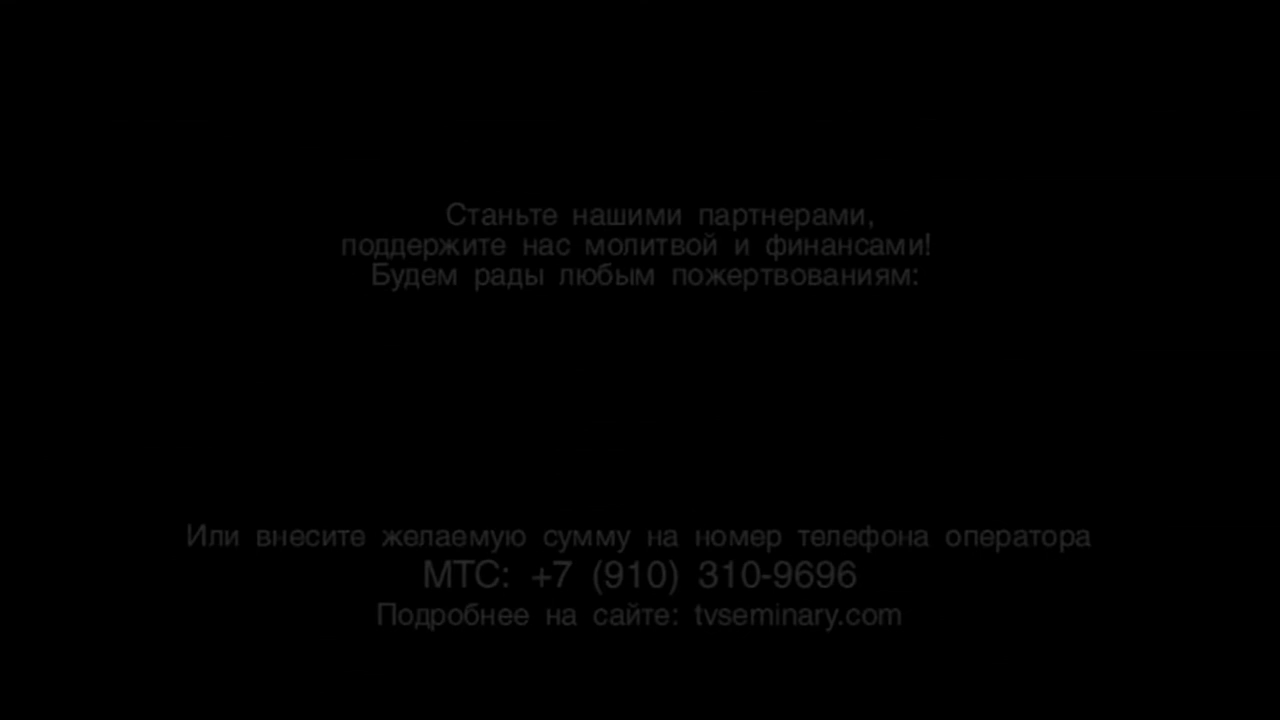 Станьте нашими партнерами,
поддержите нас молитвой и финансами!
Будем рады любым пожертвованиям:
Или внесите желаемую сумму на номер телефона оператора
МТС: +7 (910) 310-9696
Подробнее на сайте: tvseminary.com